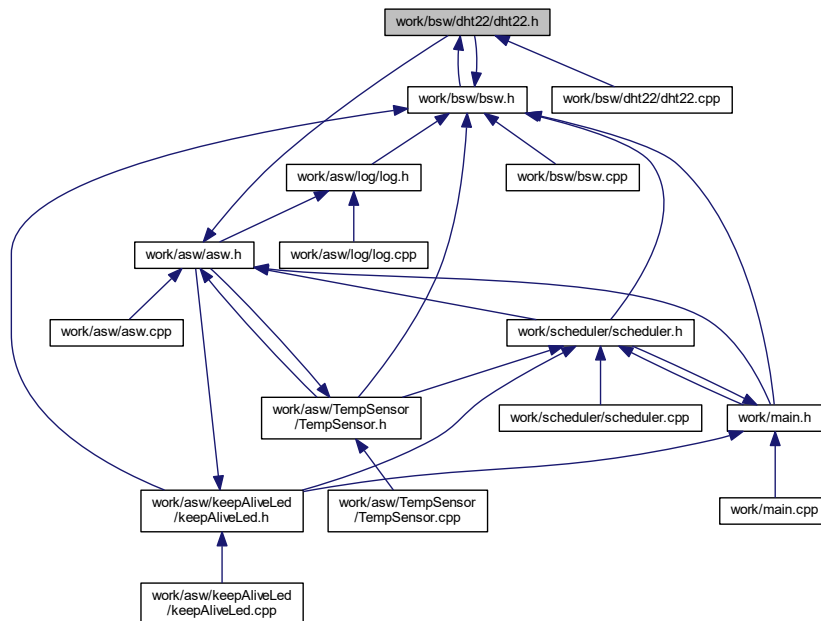 work/bsw/dht22/dht22.h
work/bsw/bsw.h
work/bsw/dht22/dht22.cpp
work/asw/log/log.h
work/bsw/bsw.cpp
work/asw/asw.h
work/asw/log/log.cpp
work/asw/asw.cpp
work/scheduler/scheduler.h
work/asw/TempSensor
/TempSensor.h
work/scheduler/scheduler.cpp
work/main.h
work/asw/keepAliveLed
/keepAliveLed.h
work/asw/TempSensor
/TempSensor.cpp
work/main.cpp
work/asw/keepAliveLed
/keepAliveLed.cpp